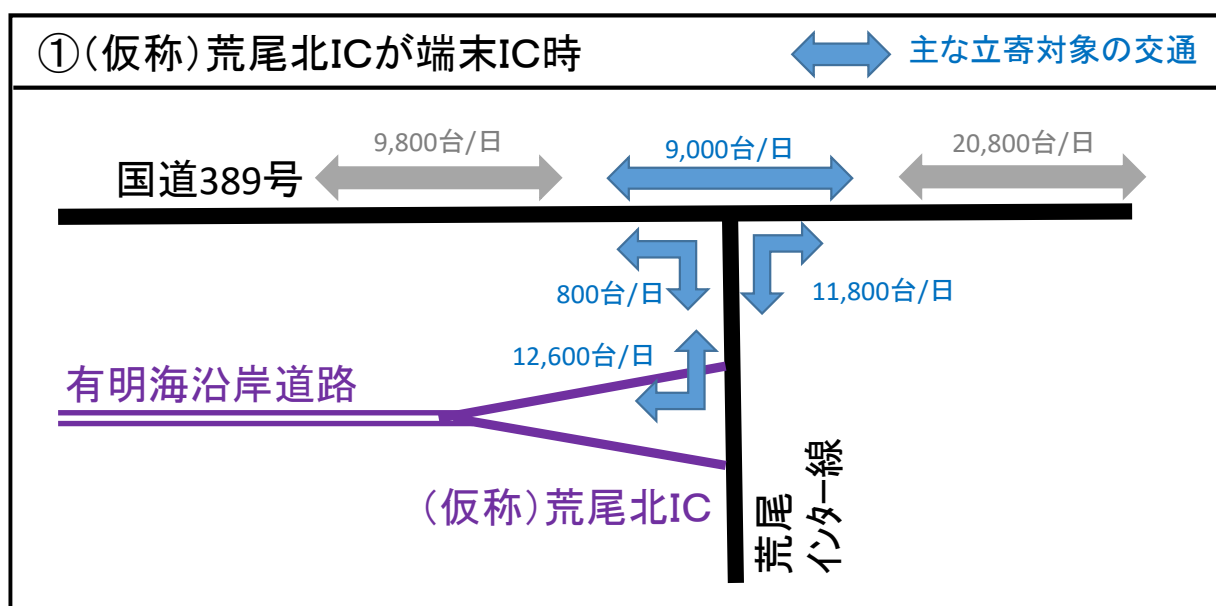 ①(仮称)荒尾北ICが端末IC時
主な立寄対象の交通
9,800台/日
9,000台/日
20,800台/日
国道389号
800台/日
11,800台/日
12,600台/日
有明海沿岸道路
(仮称)荒尾北IC
荒尾
インター線